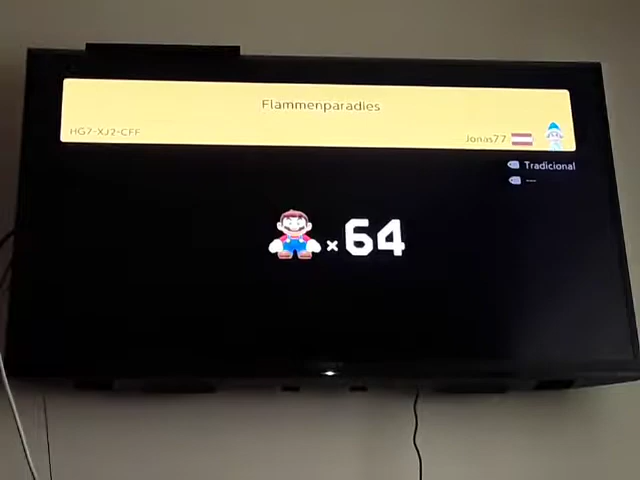 Flammenparadies
HG7-XJ2-CFF
Jonas77
Tradicional
---
× 64